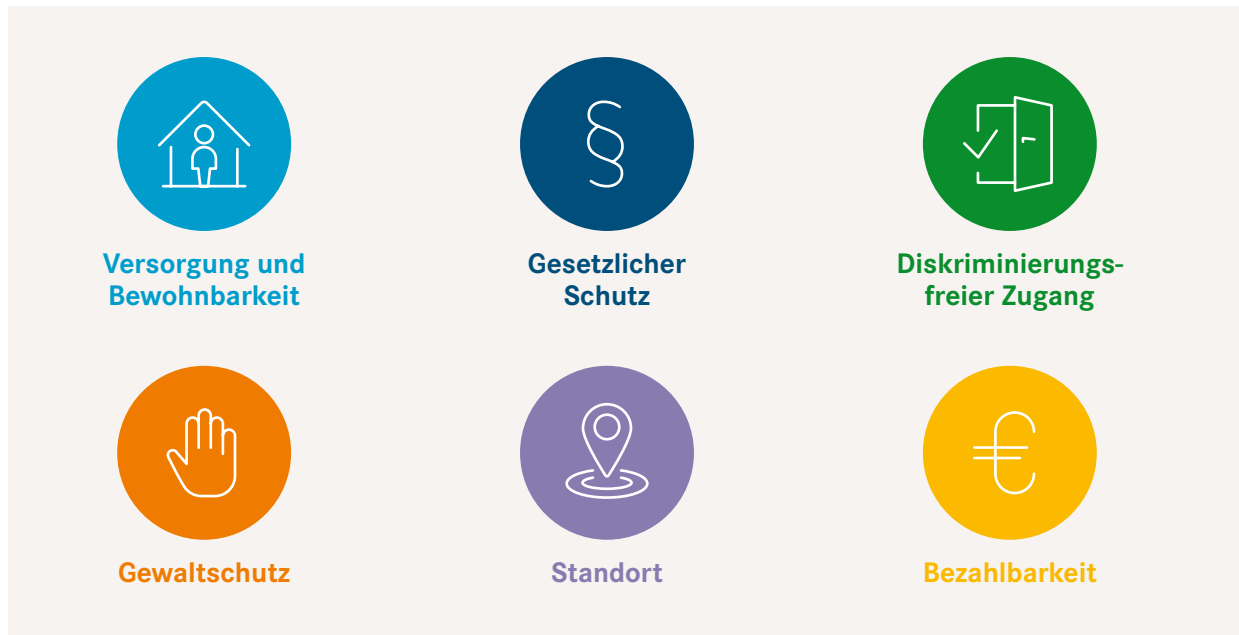 Versorgung und
Bewohnbarkeit
Gesetzlicher
Schutz
Diskriminierungs-
freier Zugang
Gewaltschutz
Standort
Bezahlbarkeit